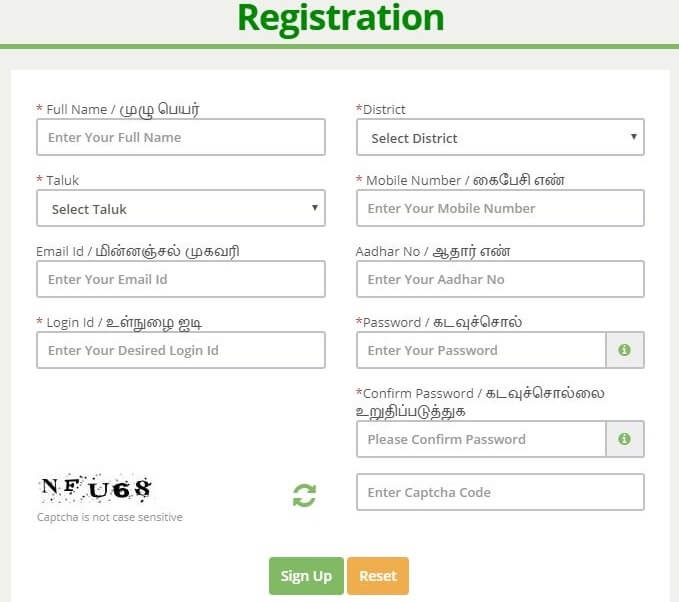 Registration
* Full Name / முழு பெயர்
*District
Enter Your Full Name
Select District
* Taluk
* Mobile Number / கைபேசி எண்
Select Taluk
Enter Your Mobile Number
Email Id / மின்னஞ்சல் முகவரி
Aadhar No / ஆதார் எண்
Enter Your Email Id
Enter Your Aadhar No
* Login Id / உள்நுழை ஐடி
*Password / கடவுச்சொல்
Enter Your Desired Login Id
Enter Your Password
*Confirm Password / கடவுச்சொல்லை
உறுதிப்படுத்துக
Please Confirm Password
NFU68
Enter Captcha Code
Captcha is not case sensitive
Sign Up
Reset